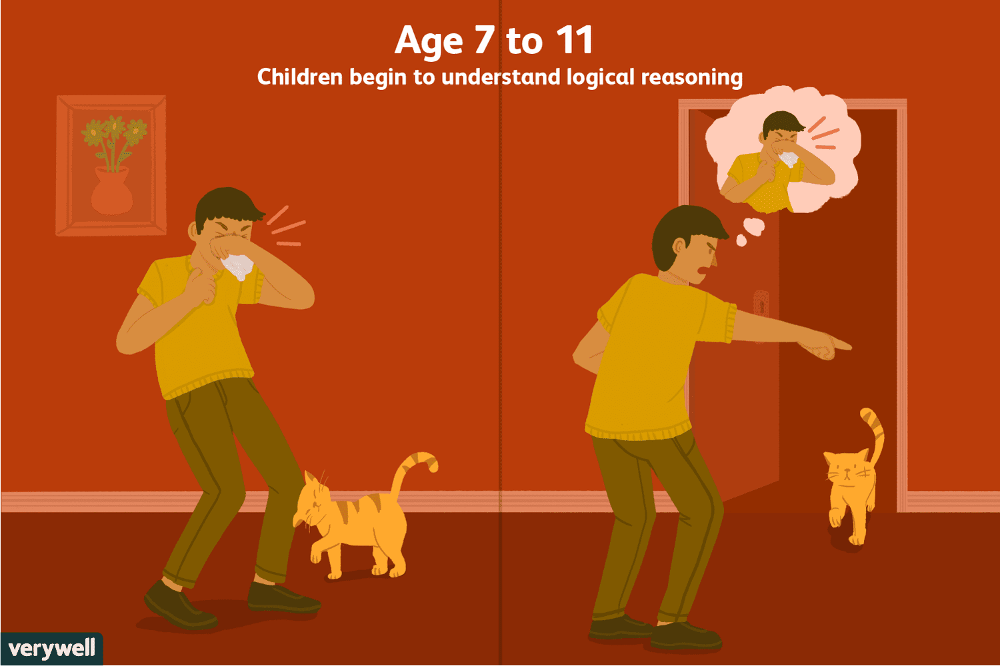 Age 7 to 11
Children begin to understand logical reasoning
verywell